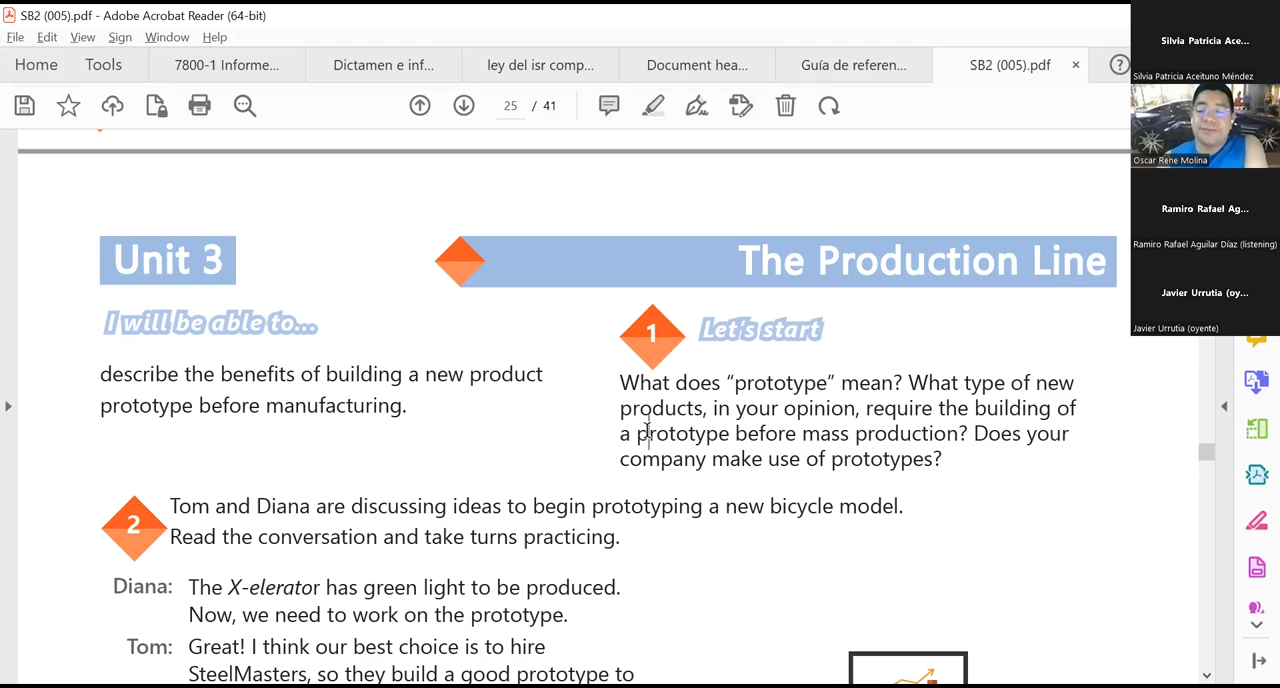 SB2 (005).pdf - Adobe Acrobat Reader (64-bit)
File Edit View Sign Window Help
Home Tools 7800-1 Informe... Dictamen e inf... ley del isr comp... Document hea... Guía de referen... SB2 (005).pdf ×
25 / 41
Silvia Patricia Ace...
Silvia Patricia Aceituno Méndez
Oscar Rene Molina
Ramiro Rafael Ag...
Ramiro Rafael Aguilar Díaz (listening)
Javier Urrutia (oy...
Javier Urrutia (oyente)
Unit 3
The Production Line
I will be able to...
describe the benefits of building a new product
prototype before manufacturing.
1 Let's start
What does “prototype” mean? What type of new
products, in your opinion, require the building of
a prototype before mass production? Does your
company make use of prototypes?
2 Tom and Diana are discussing ideas to begin prototyping a new bicycle model.
Read the conversation and take turns practicing.
Diana: The X-elerator has green light to be produced.
Now, we need to work on the prototype.
Tom: Great! I think our best choice is to hire
SteelMasters, so they build a good prototype to